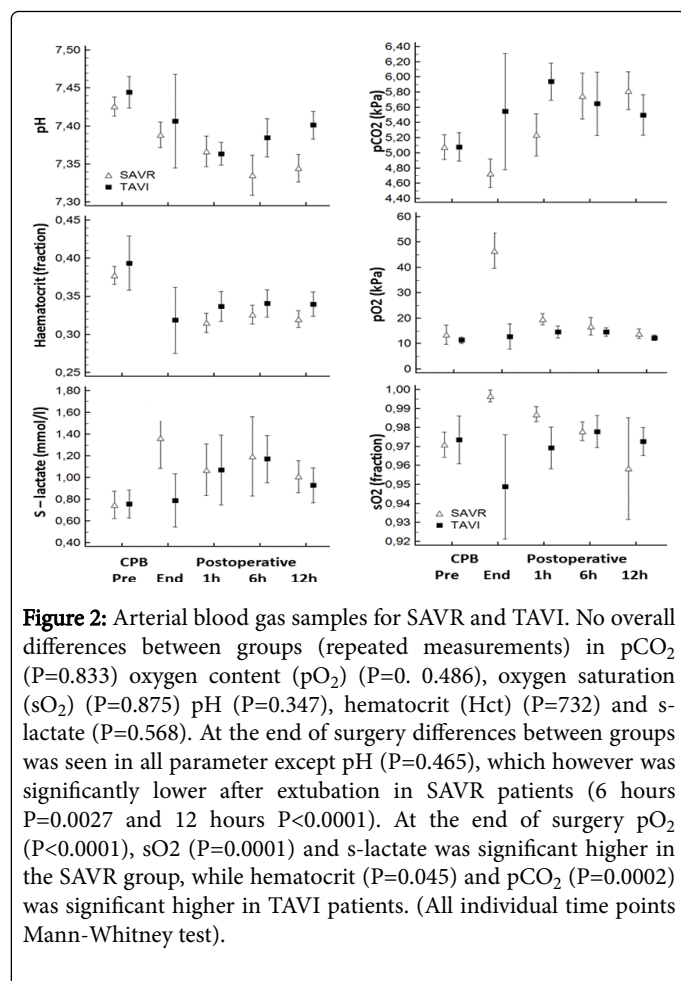 7,50
7,45
7,40
7,35
7,30
pH
SAVR
TAVI
6,40
6,20
6,00
5,80
5,60
5,40
5,20
5,00
4,80
4,60
4,40
pCO2 (kPa)
0,45
0,40
0,35
0,30
0,25
Haematocrit (fraction)
60
50
40
30
20
10
0
pO2 (kPa)
1,80
1,60
1,40
1,20
1,00
0,80
0,60
0,40
S – lactate (mmol/l)
1,00
0,99
0,98
0,97
0,96
0,95
0,93
0,92
sO2 (fraction)
SAVR
TAVI
CPB Postoperative
Pre End 1h 6h 12h
CPB Postoperative
Pre End 1h 6h 12h
Figure 2: Arterial blood gas samples for SAVR and TAVI. No overall
differences between groups (repeated measurements) in pCO₂
(P=0.833) oxygen content (pO₂) (P=0. 0.486), oxygen saturation
(sO₂) (P=0.875) pH (P=0.347), hematocrit (Hct) (P=732) and s-
lactate (P=0.568). At the end of surgery differences between groups
was seen in all parameter except pH (P=0.465), which however was
significantly lower after extubation in SAVR patients (6 hours
P=0.0027 and 12 hours P<0.0001). At the end of surgery pO₂
(P<0.0001), sO2 (P=0.0001) and s-lactate was significant higher in
the SAVR group, while hematocrit (P=0.045) and pCO₂ (P=0.0002)
was significant higher in TAVI patients. (All individual time points
Mann-Whitney test).